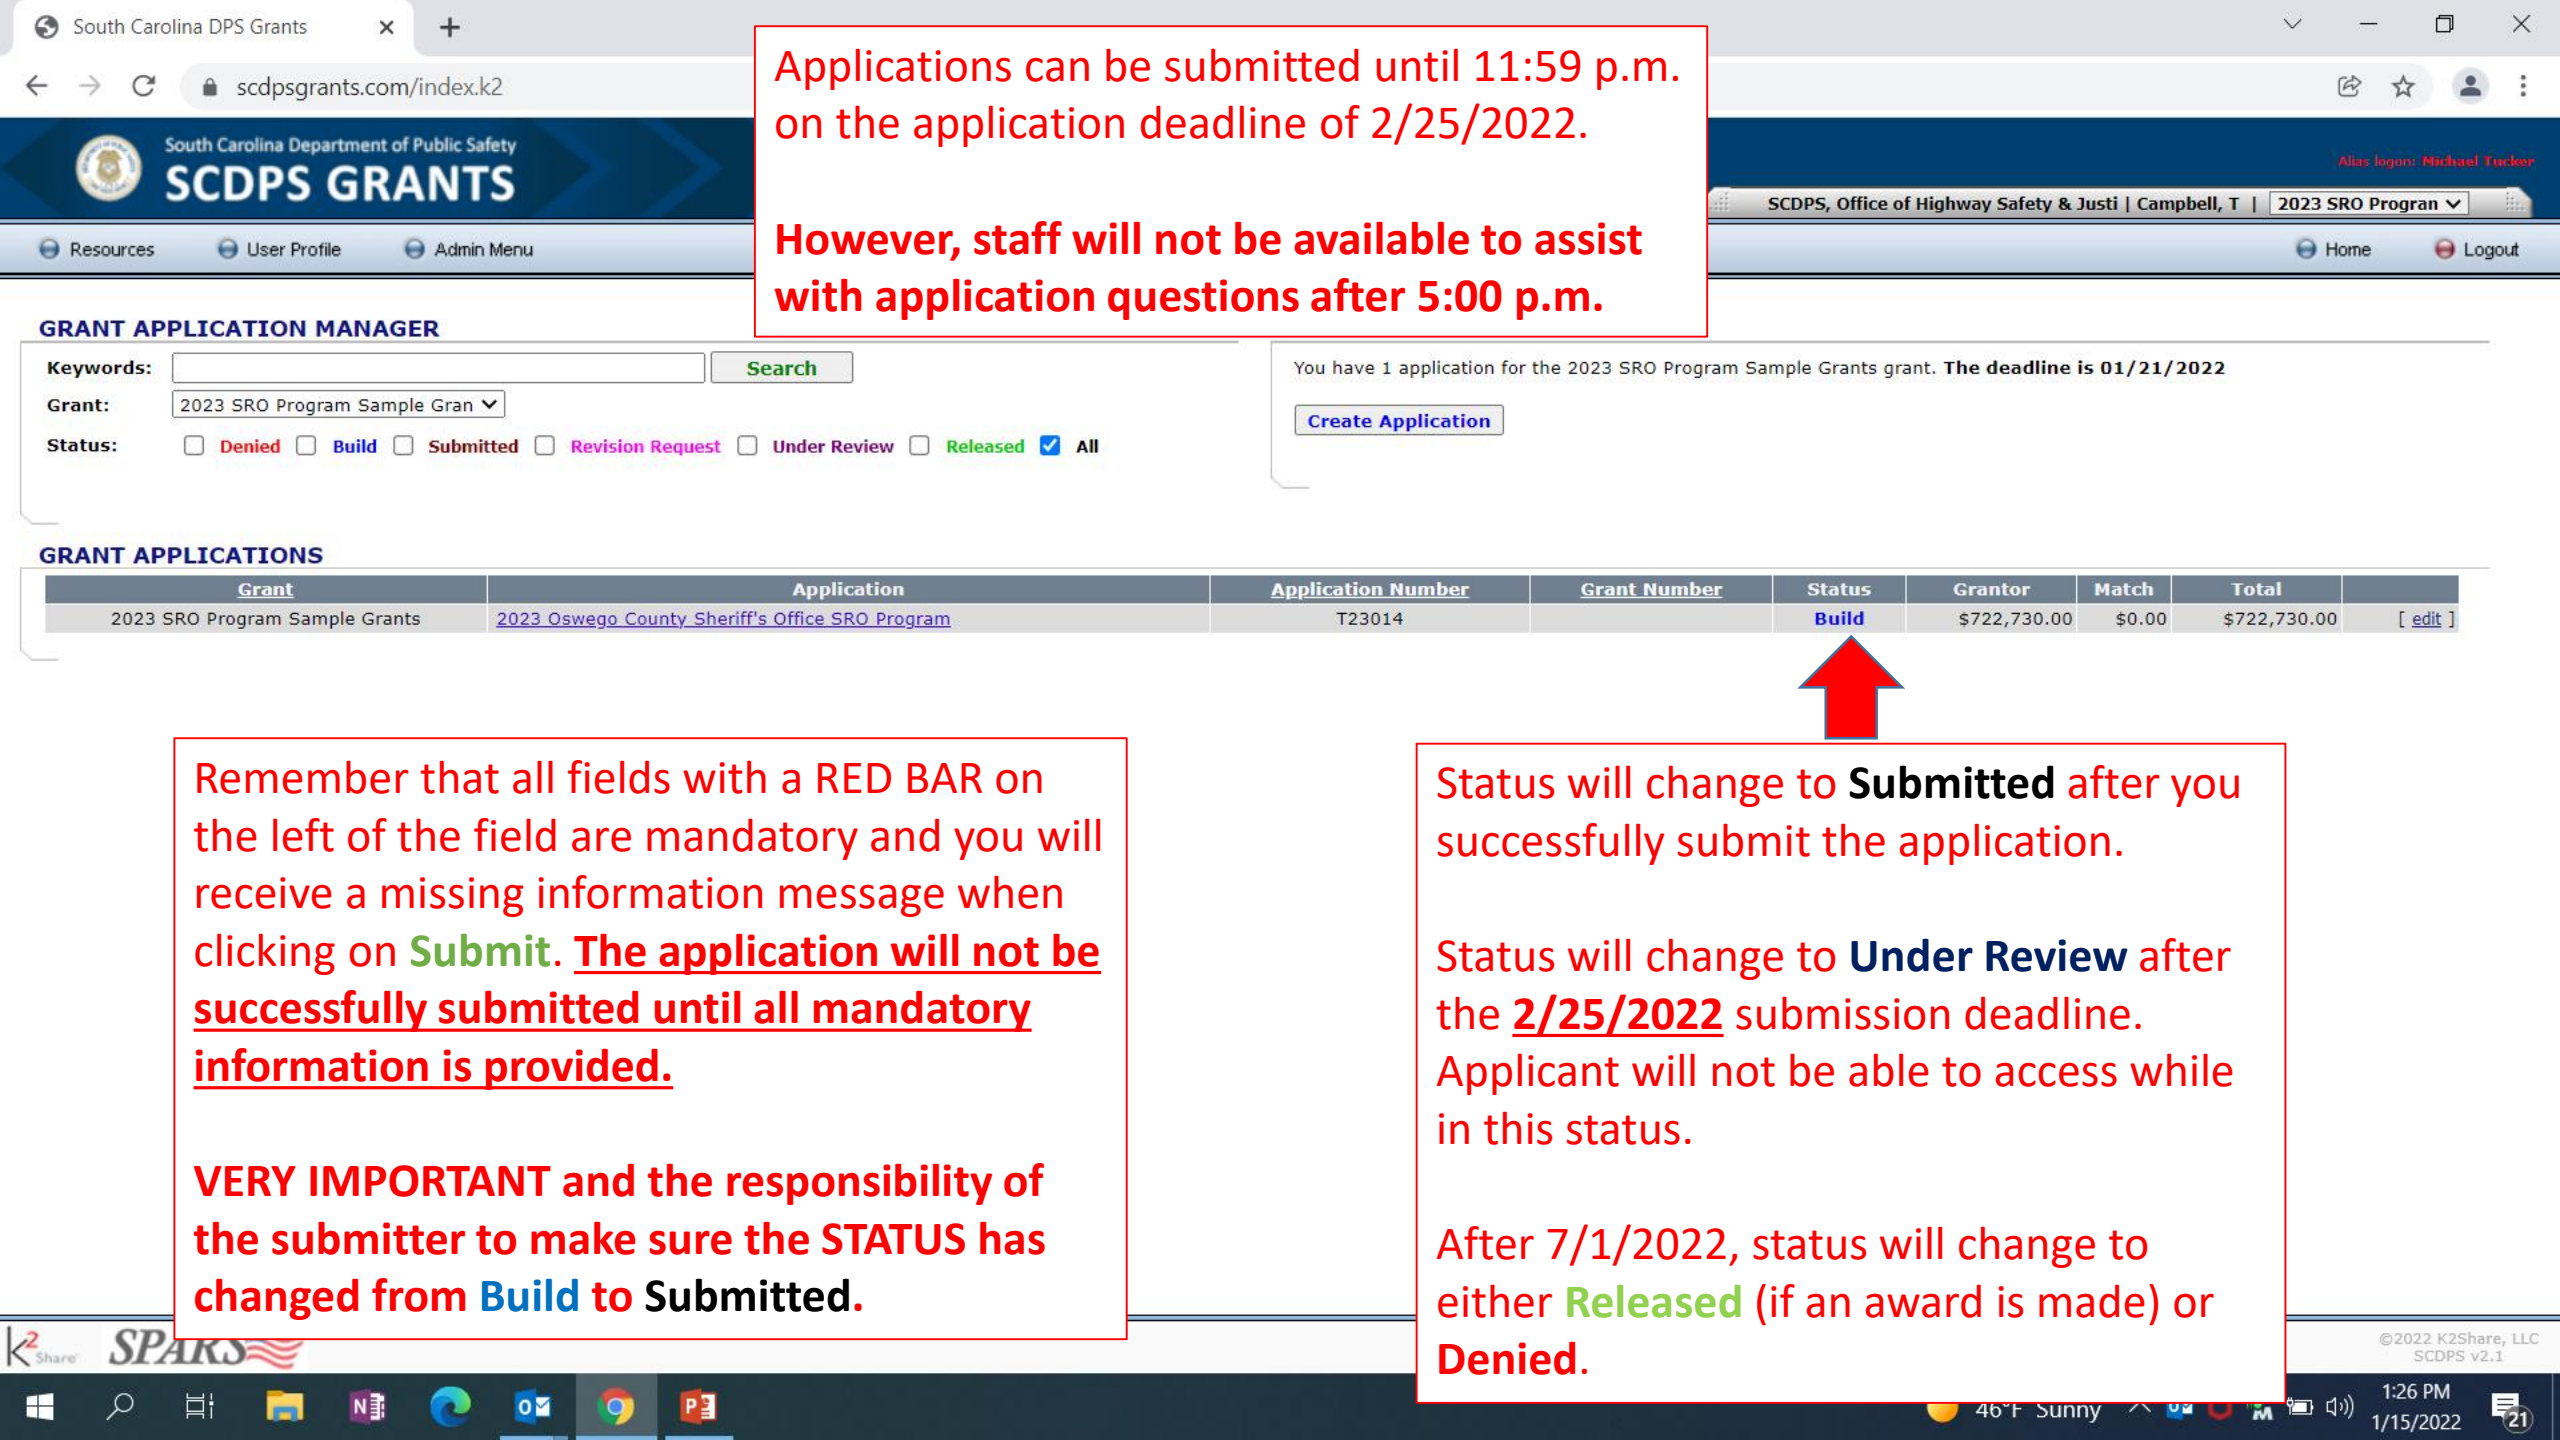 South Carolina DPS Grants
scdpsgrants.com/index.k2
Applications can be submitted until 11:59 p.m.
on the application deadline of 2/25/2022.
However, staff will not be available to assist
with application questions after 5:00 p.m.
South Carolina Department of Public Safety
SCDPS GRANTS
Alias logon: Michael Tucker
SCDPS, Office of Highway Safety & Justi | Campbell, T | 2023 SRO Progran
Resources User Profile Admin Menu Home Logout
GRANT APPLICATION MANAGER
Keywords: Search
Grant: 2023 SRO Program Sample Gran
Status: Denied Build Submitted Revision Request Under Review Released All
You have 1 application for the 2023 SRO Program Sample Grants grant. The deadline is 01/21/2022
Create Application
GRANT APPLICATIONS
Grant Application Application Number Grant Number Status Grantor Match Total
2023 SRO Program Sample Grants 2023 Oswego County Sheriff's Office SRO Program T23014 Build $722,730.00 $0.00 $722,730.00 [ edit ]
Remember that all fields with a RED BAR on
the left of the field are mandatory and you will
receive a missing information message when
clicking on Submit. The application will not be
successfully submitted until all mandatory
information is provided.
VERY IMPORTANT and the responsibility of
the submitter to make sure the STATUS has
changed from Build to Submitted.
Status will change to Submitted after you
successfully submit the application.
Status will change to Under Review after
the 2/25/2022 submission deadline.
Applicant will not be able to access while
in this status.
After 7/1/2022, status will change to
either Released (if an award is made) or
Denied.
K2 Share SPARS
©2022 K2Share, LLC
SCDPS v2.1
46°F Sunny
1:26 PM
1/15/2022
21